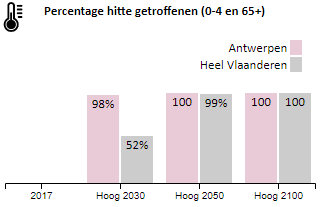 Percentage hitte getroffenen (0-4 en 65+)
Antwerpen
Heel Vlaanderen
98% 52% 100 99% 100 100
2017 Hoog 2030 Hoog 2050 Hoog 2100